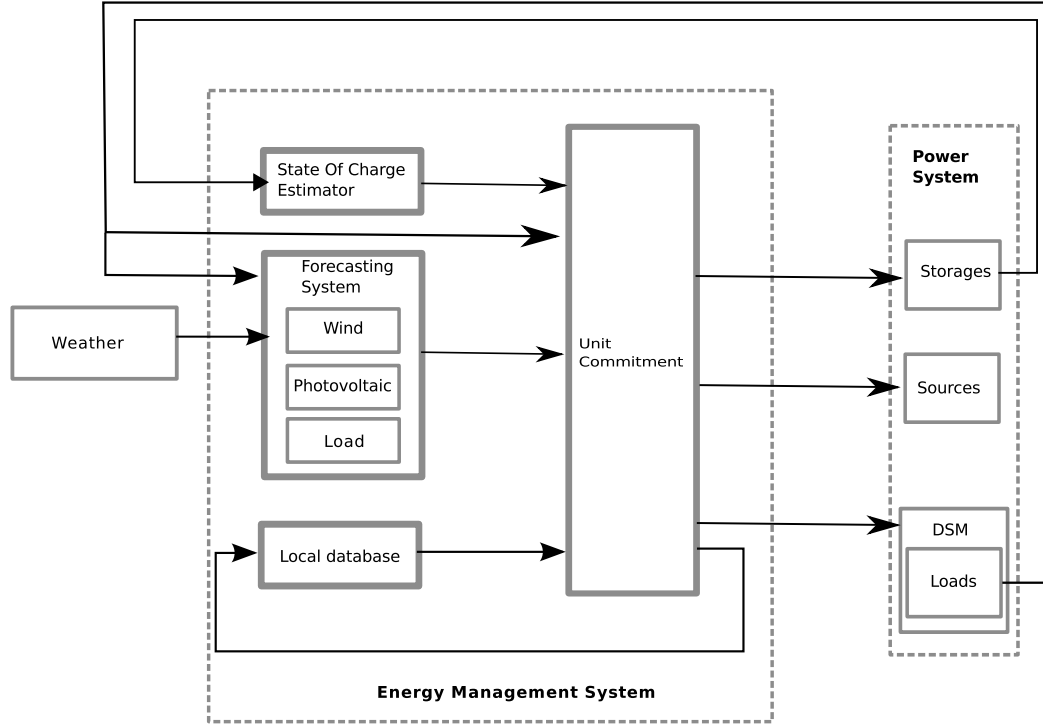 State Of Charge
Estimator
Forecasting
System
Wind
Photovoltaic
Load
Weather
Local database
Unit
Commitment
Power
System
Storages
Sources
DSM
Loads
Energy Management System